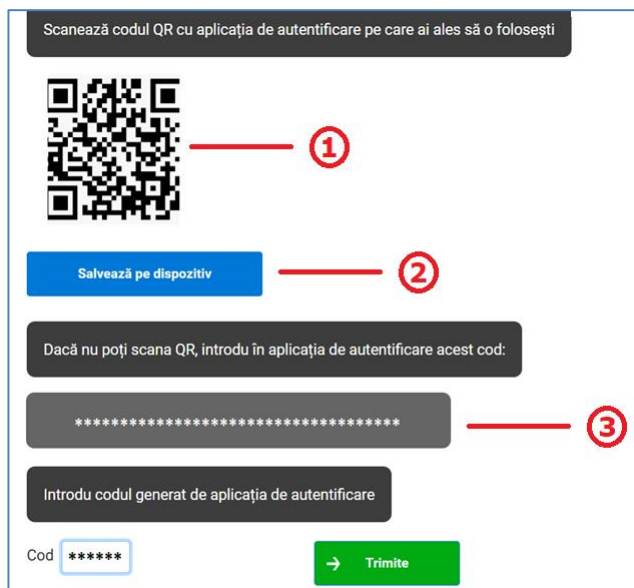 Scanează codul QR cu aplicația de autentificare pe care ai ales să o folosești
1
Salvează pe dispozitiv
2
Dacă nu poți scana QR, introdu în aplicația de autentificare acest cod:
************************************
3
Introdu codul generat de aplicația de autentificare
Cod ****** → Trimite